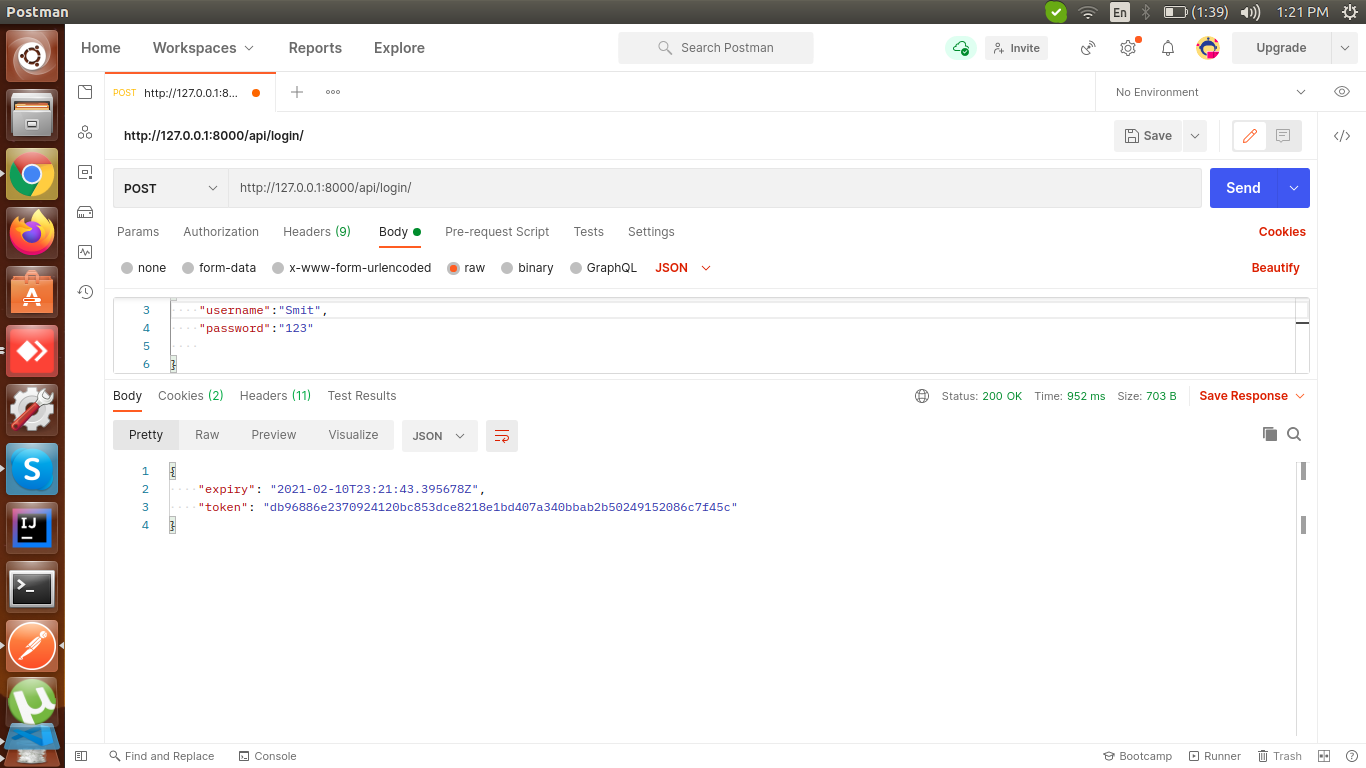 Postman
En
(1:39)
1:21 PM
Home Workspaces Reports Explore
Search Postman
Invite
Upgrade
POST http://127.0.0.1:8...
No Environment
http://127.0.0.1:8000/api/login/
Save
</>
POST http://127.0.0.1:8000/api/login/
Send
Params Authorization Headers (9) Body Pre-request Script Tests Settings Cookies
none form-data x-www-form-urlencoded raw binary GraphQL JSON Beautify
3 "username":"Smit",
4 "password":"123"
5
6 }
Body Cookies (2) Headers (11) Test Results Status: 200 OK Time: 952 ms Size: 703 B Save Response
Pretty Raw Preview Visualize JSON
1 {
2 "expiry": "2021-02-10T23:21:43.395678Z",
3 "token": "db96886e2370924120bc853dce8218e1bd407a340bbab2b50249152086c7f45c"
4 }
Find and Replace Console Bootcamp Runner Trash